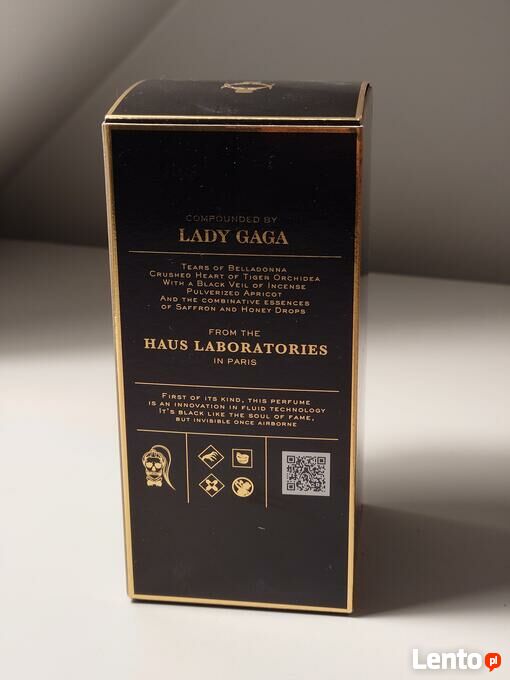 COMPOUNDED BY
LADY GAGA
TEARS OF BELLADONNA
CRUSHED HEART OF TIGER ORCHIDEA
WITH A BLACK VEIL OF INCENSE
PULVERIZED APRICOT
AND THE COMBINATIVE ESSENCES
OF SAFFRON AND HONEY DROPS
FROM THE
HAUS LABORATORIES
IN PARIS
FIRST OF ITS KIND, THIS PERFUME
IS AN INNOVATION IN FLUID TECHNOLOGY
IT'S BLACK LIKE THE SOUL OF FAME,
BUT INVISIBLE ONCE AIRBORNE
Lento pl